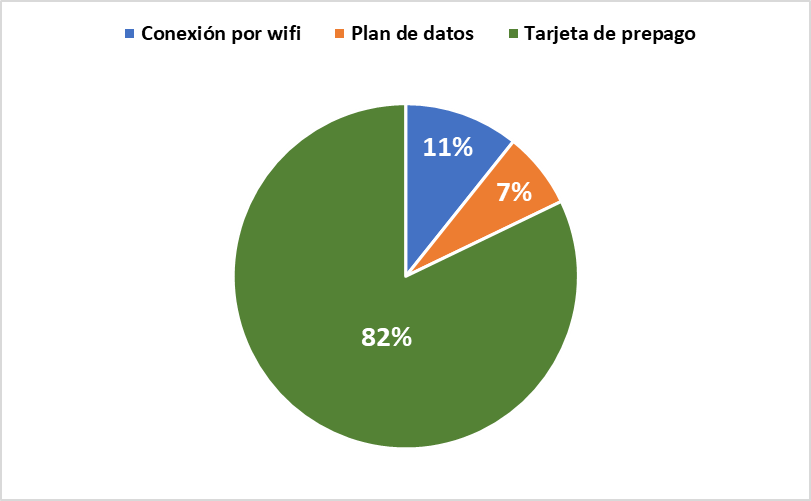 Conexión por wifi Plan de datos Tarjeta de prepago
11%
7%
82%